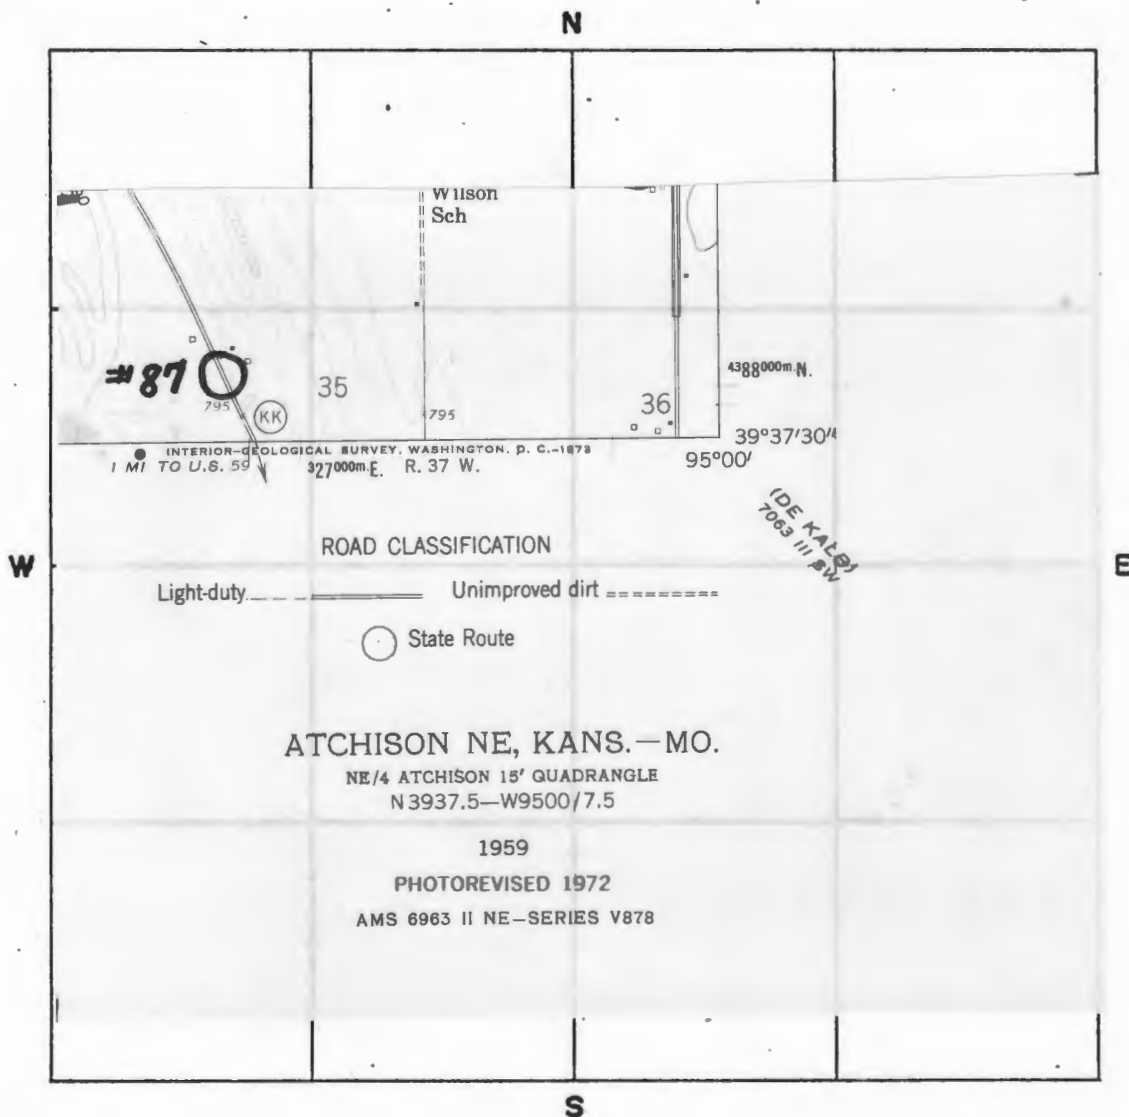 N
Wilson
Sch
#87
35
795
KK
795
36
4388000m.N.
39°37'30"
95°00'
INTERIOR-GEOLOGICAL SURVEY, WASHINGTON, D. C.-1973
1 MI TO U.S. 59
327000m.E. R. 37 W.
(DE KALB)
7063 III SW
ROAD CLASSIFICATION
W
E
Light-duty
Unimproved dirt
State Route
ATCHISON NE, KANS.—MO.
NE/4 ATCHISON 15' QUADRANGLE
N3937.5—W9500/7.5
1959
PHOTOREVISED 1972
AMS 6963 II NE-SERIES V878
S